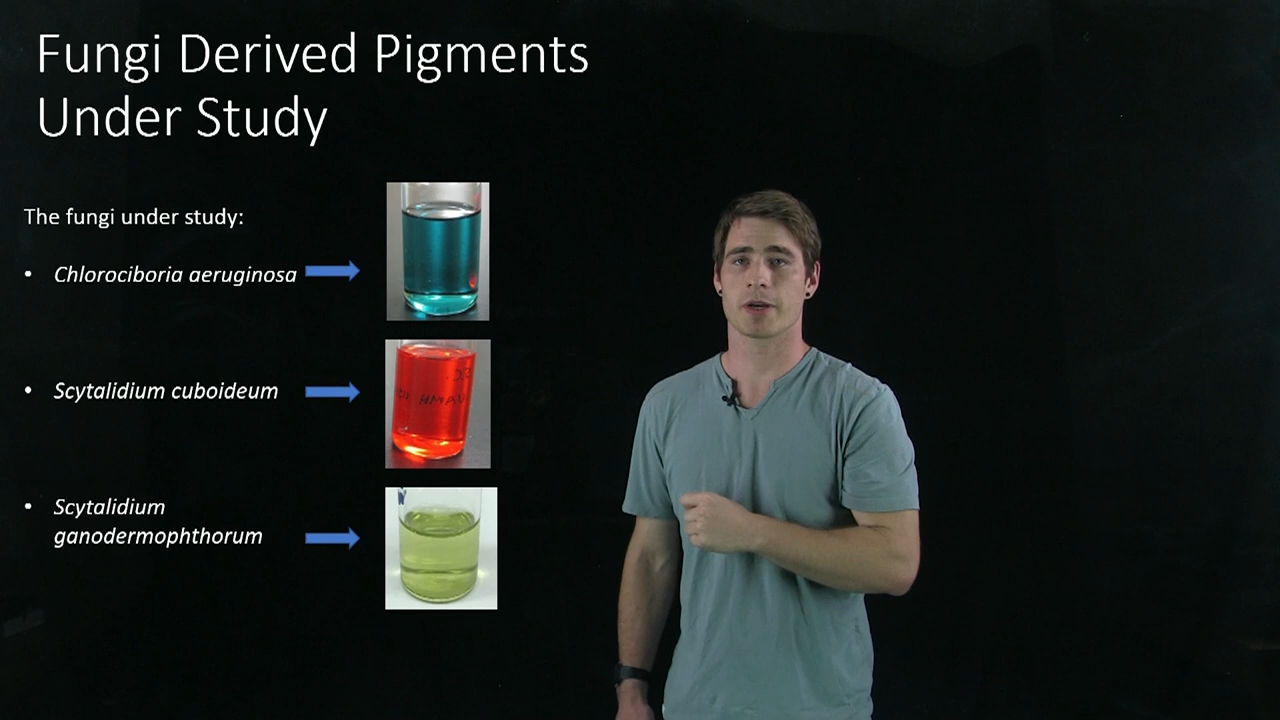 Fungi Derived Pigments
Under Study
The fungi under study:
• Chlorociboria aeruginosa
• Scytalidium cuboideum
• Scytalidium
ganodermophthorum